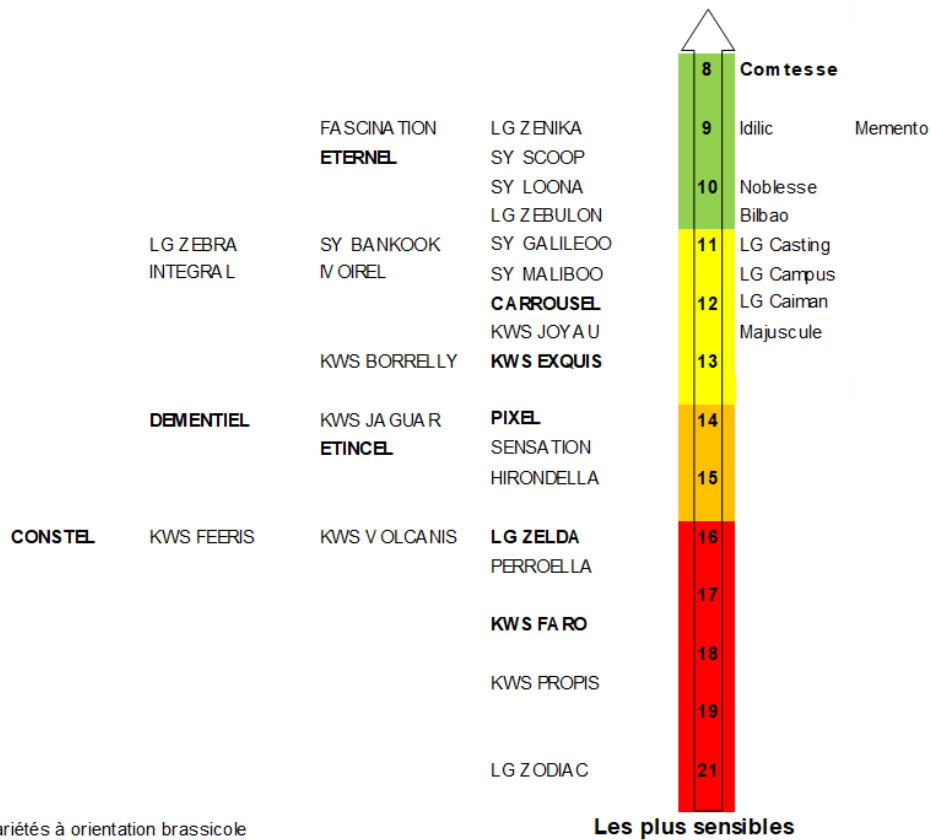 8 Comtesse
FASCINATION LG ZENIKA 9 Idilic Memento
ETERNEL SY SCOOP
SY LOONA 10 Noblesse
LG ZEBULON Bilbao
LG ZEBRA SY BANKOOK SY GALILEOO 11 LG Casting
INTEGRAL IVOIREL SY MALIBOO LG Campus
CARROUSEL 12 LG Caiman
KWS JOYAU Majuscule
KWS BORRELLY KWS EXQUIS 13
DEMENTIEL KWS JAGUAR PIXEL 14
ETINCEL SENSATION
HIRONDELLA 15
CONSTEL KWS FEERIS KWS VOLCANIS LG ZELDA 16
PERROELLA
17
KWS FARO
18
KWS PROPIS
19
LG ZODIAC 21
ariétés à orientation brassicole Les plus sensibles